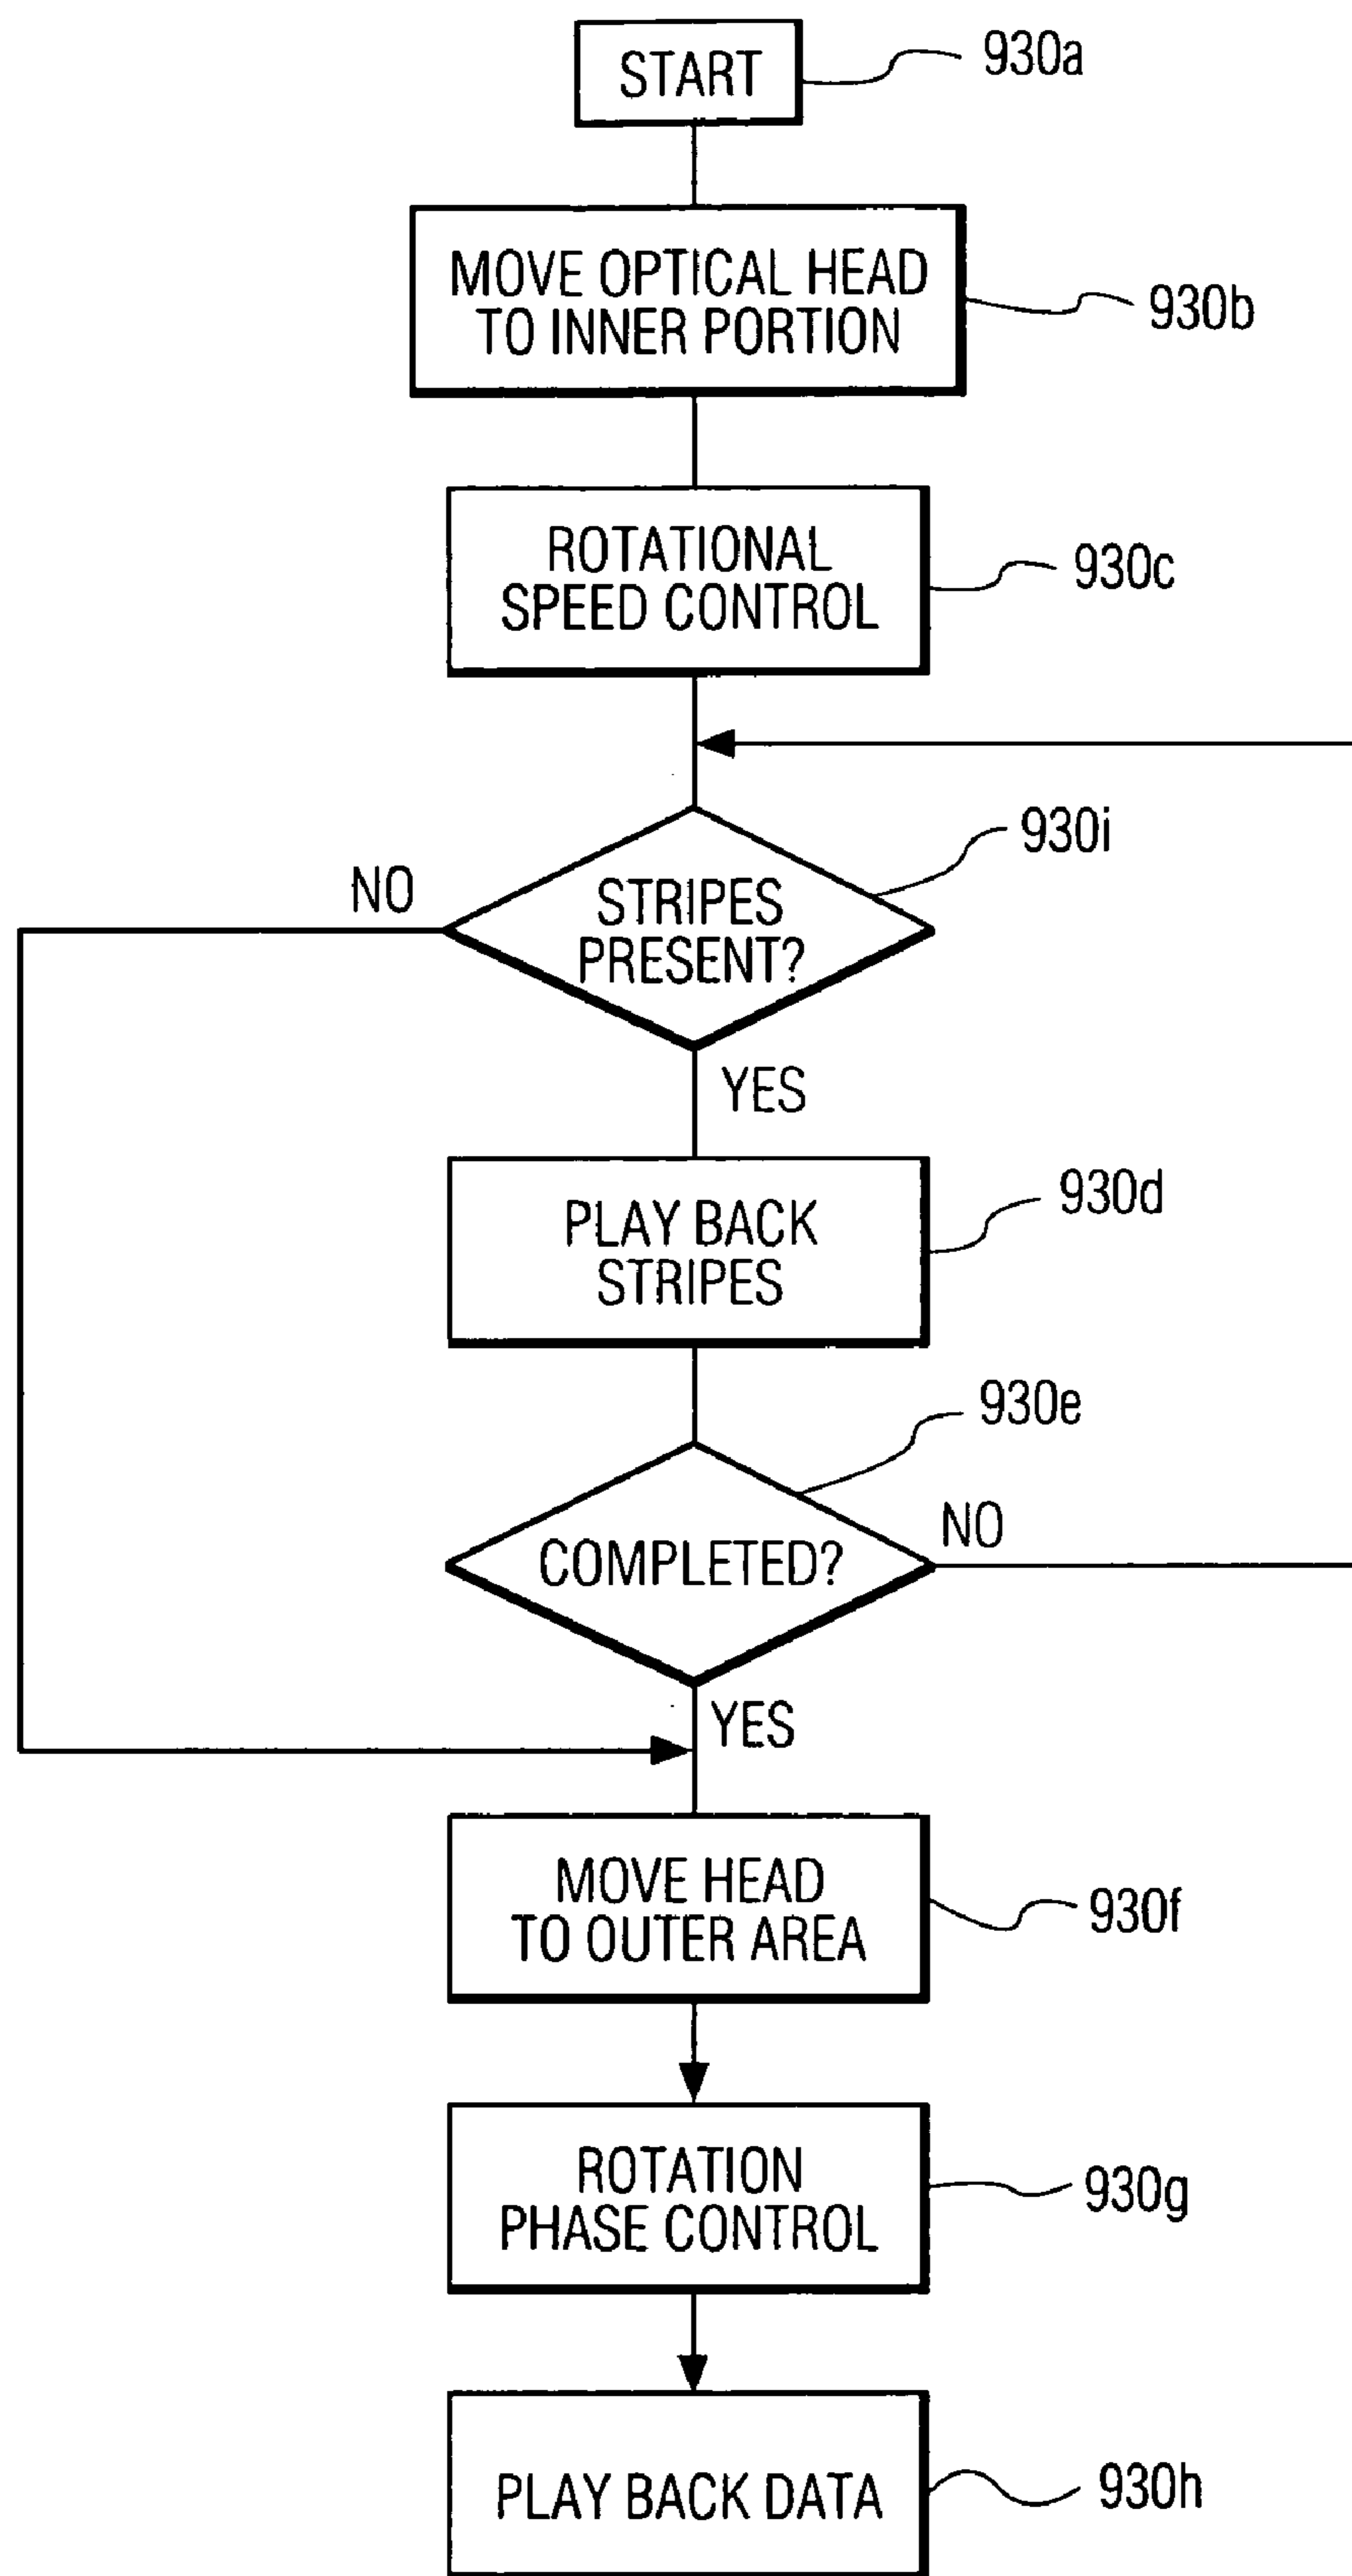 START
930a
MOVE OPTICAL HEAD
TO INNER PORTION
930b
ROTATIONAL
SPEED CONTROL
930c
930i
NO
STRIPES
PRESENT?
YES
PLAY BACK
STRIPES
930d
930e
COMPLETED?
NO
YES
MOVE HEAD
TO OUTER AREA
930f
ROTATION
PHASE CONTROL
930g
PLAY BACK DATA
930h